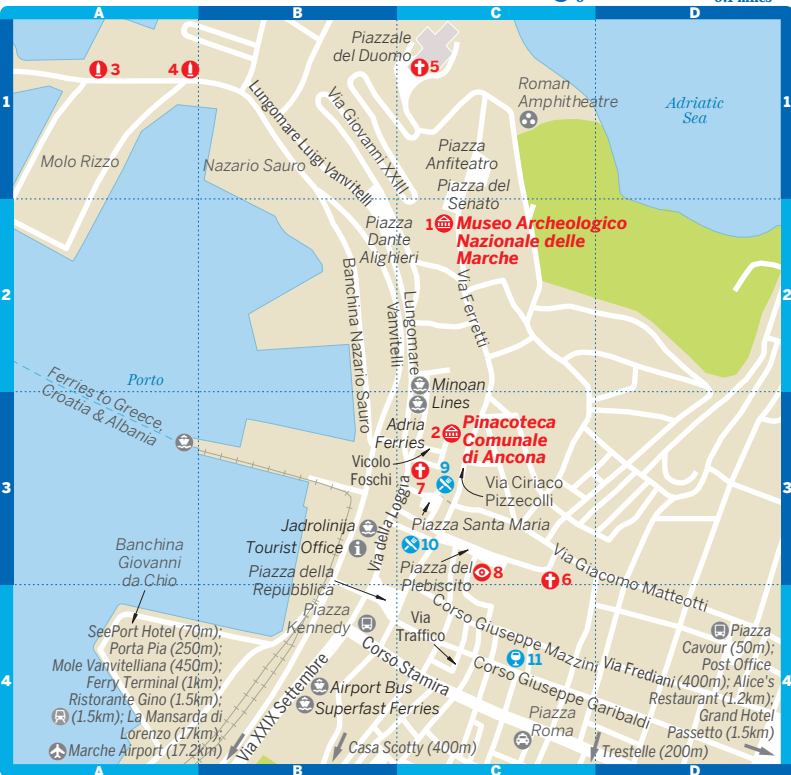 A
B
C
D
1
2
3
4
1
2
3
4
A
B
C
D
Piazzale
del Duomo
5
3
4
Roman
Amphitheatre
Adriatic
Sea
Lungomare Luigi Vanvitelli
Via Giovanni XXIII
Molo Rizzo
Nazario Sauro
Piazza
Anfiteatro
Piazza del
Senato
1
Museo Archeologico
Nazionale delle
Marche
Piazza
Dante
Alighieri
Banchina Nazario Sauro
Lungomare
Vanvitelli
Via Ferretti
Porto
Ferries to Greece,
Croatia & Albania
Minoan
Lines
Adria
Ferries
2
Pinacoteca
Comunale
di Ancona
Vicolo
Foschi
7
9
Via Ciriaco
Pizzecolli
Via della Loggia
Piazza Santa Maria
Jadrolinija
Tourist Office
10
Banchina
Giovanni
da Chio
Piazza della
Repubblica
Piazza del
Plebiscito
8
6
Via Giacomo Matteotti
Piazza
Kennedy
Via
Traffico
Corso Giuseppe Mazzini
11
Corso Stamira
Corso Giuseppe Garibaldi
SeePort Hotel (70m);
Porta Pia (250m);
Mole Vanvitelliana (450m);
Ferry Terminal (1km);
Ristorante Gino (1.5km);
(1.5km); La Mansarda di
Lorenzo (17km);
Marche Airport (17.2km)
Via XXIX Settembre
Airport Bus
Superfast Ferries
Casa Scotty (400m)
Piazza
Roma
Piazza
Cavour (50m);
Post Office
(400m); Alice's
Restaurant (1.2km);
Grand Hotel
Passetto (1.5km)
Via Frediani
Trestelle (200m)